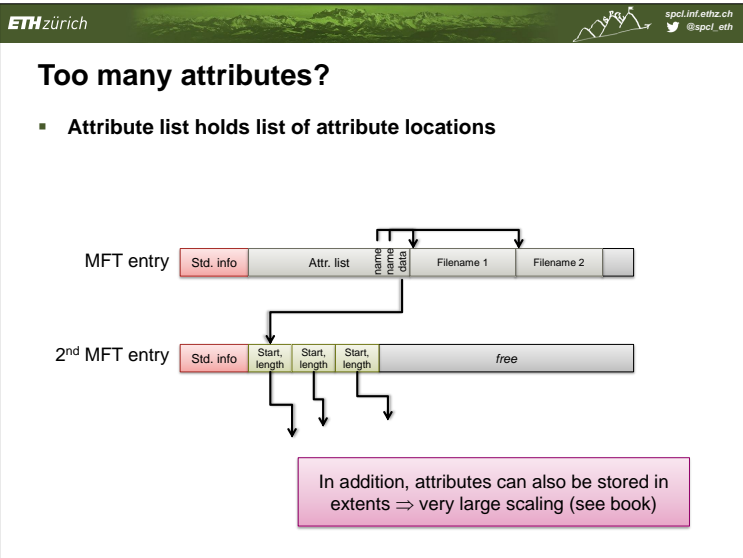 ETH zürich
spcl.inf.ethz.ch
@spcl_eth
Too many attributes?
▪ Attribute list holds list of attribute locations
MFT entry
Std. info
Attr. list
name
name
data
Filename 1
Filename 2
2nd MFT entry
Std. info
Start,
length
Start,
length
Start,
length
free
In addition, attributes can also be stored in
extents ⇒ very large scaling (see book)